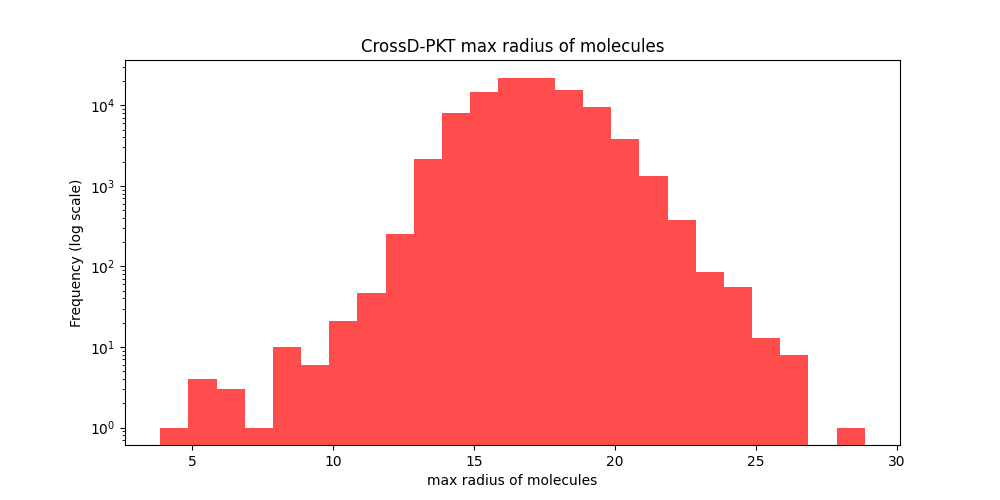 CrossD-PKT max radius of molecules
Frequency (log scale)
10⁴
10³
10²
10¹
10⁰
5 10 15 20 25 30
max radius of molecules